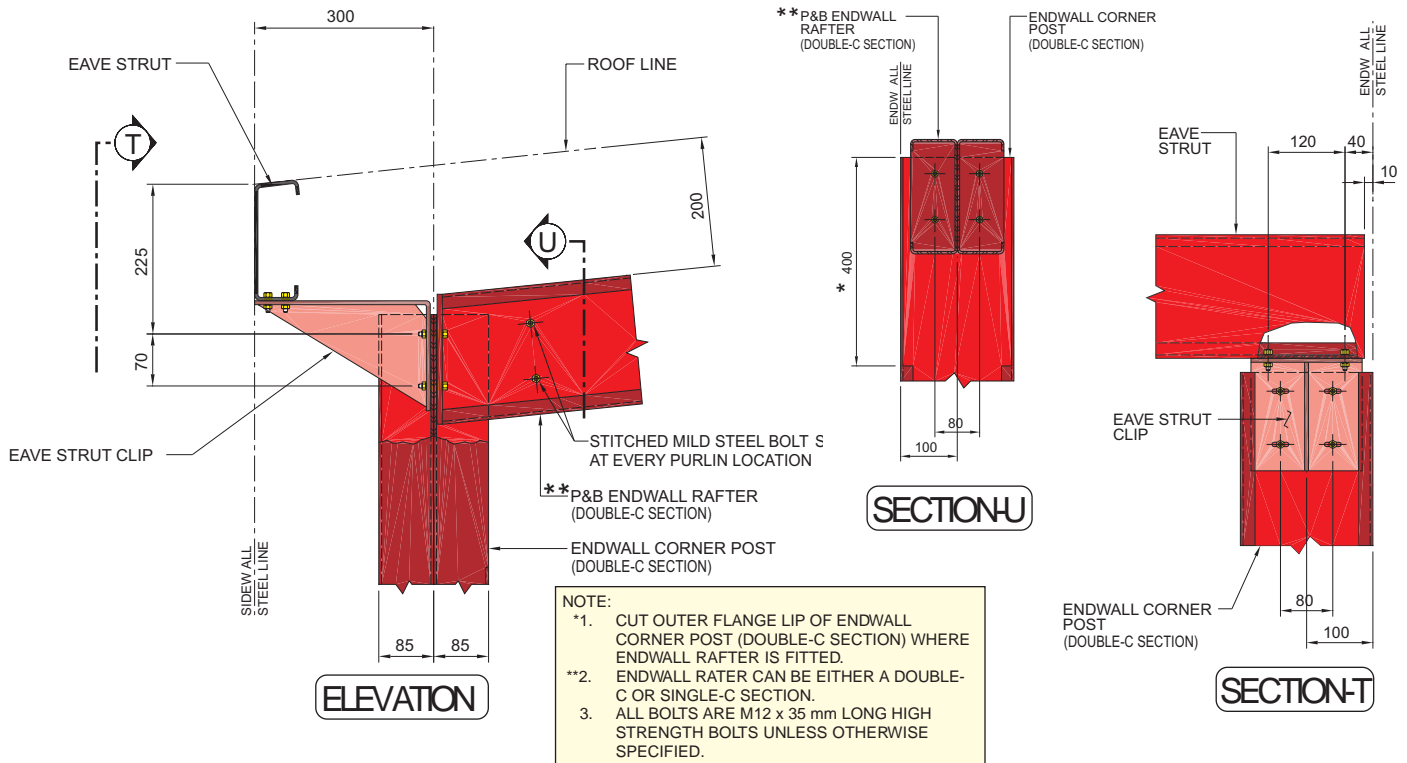 300
EAVE STRUT
ROOF LINE
T
225
70
200
U
EAVE STRUT CLIP
STITCHED MILD STEEL BOLT S
AT EVERY PURLIN LOCATION
**P&B ENDWALL RAFTER
(DOUBLE-C SECTION)
ENDWALL CORNER POST
(DOUBLE-C SECTION)
SIDEW ALL
STEEL LINE
85
85
ELEVATION
**P&B ENDWALL
RAFTER
(DOUBLE-C SECTION)
ENDWALL CORNER
POST
(DOUBLE-C SECTION)
ENDW ALL
STEEL LINE
* 400
80
100
SECTION-U
ENDW ALL
STEEL LINE
EAVE
STRUT
120
40
10
EAVE STRUT
CLIP
ENDWALL CORNER
POST
(DOUBLE-C SECTION)
80
100
SECTION-T
NOTE:
*1. CUT OUTER FLANGE LIP OF ENDWALL
CORNER POST (DOUBLE-C SECTION) WHERE
ENDWALL RAFTER IS FITTED.
**2. ENDWALL RATER CAN BE EITHER A DOUBLE-
C OR SINGLE-C SECTION.
3. ALL BOLTS ARE M12 x 35 mm LONG HIGH
STRENGTH BOLTS UNLESS OTHERWISE
SPECIFIED.